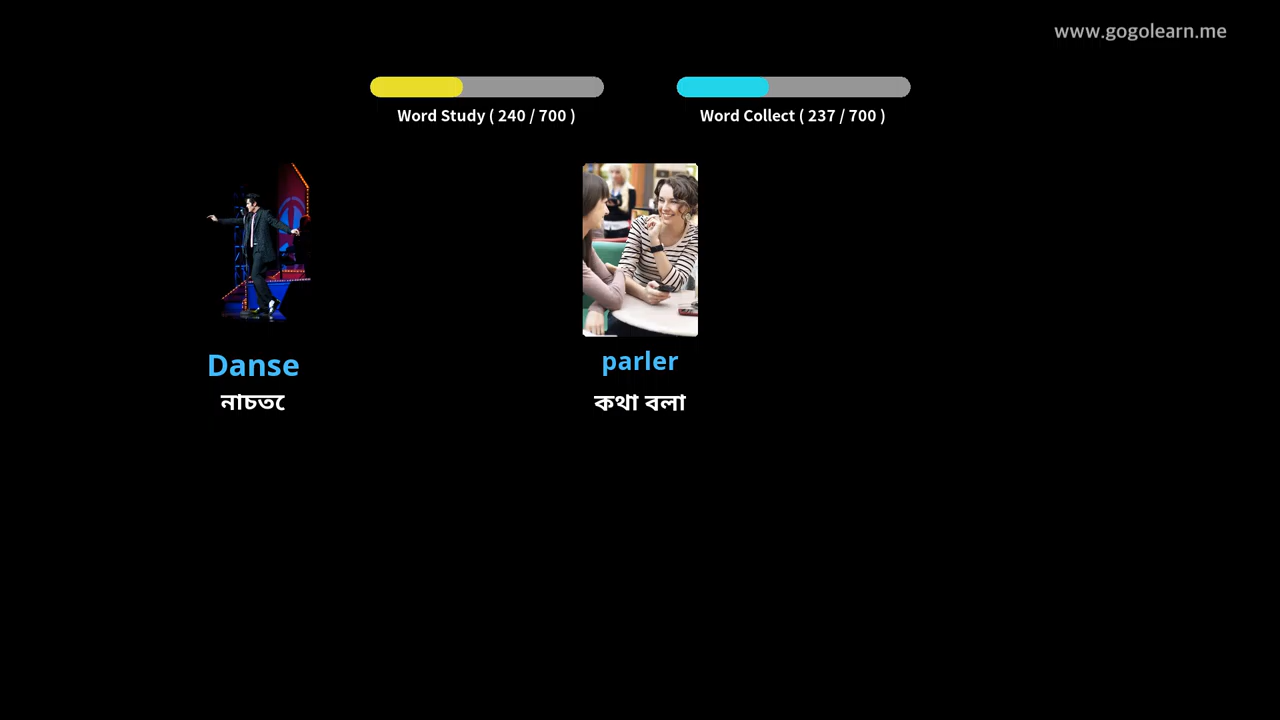 www.gogolearn.me
Word Study ( 240 / 700 )
Word Collect ( 237 / 700 )
Danse
নাচতে
parler
কথা বলা